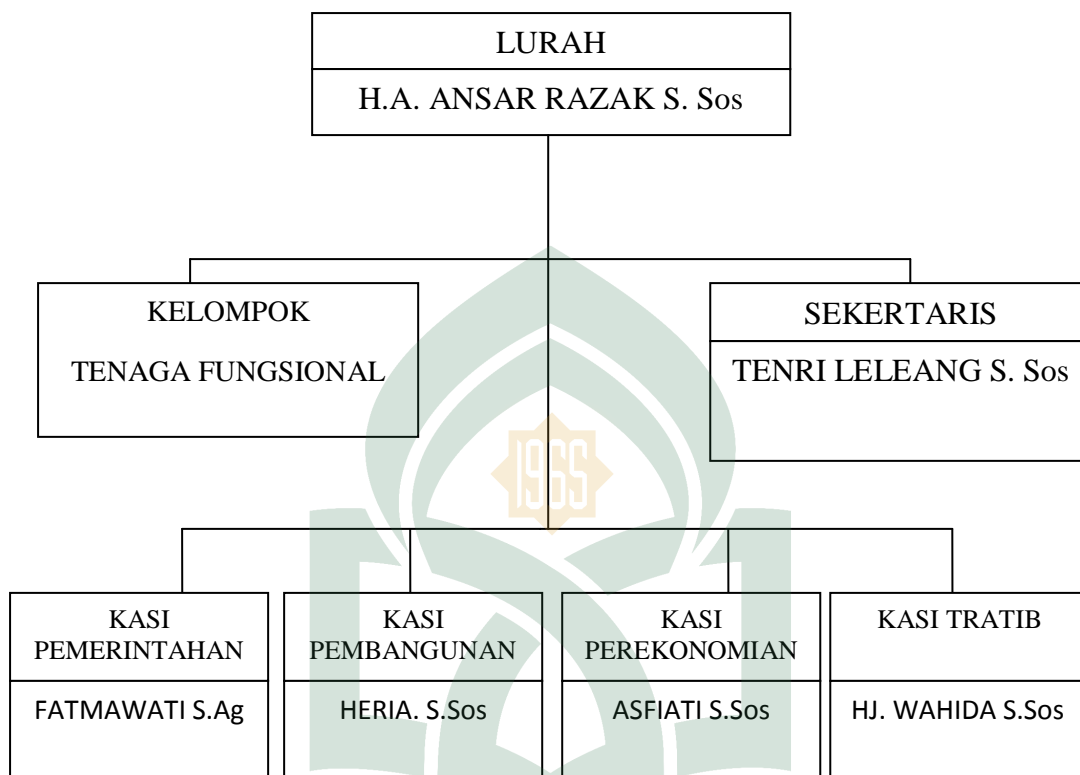 LURAH
H.A. ANSAR RAZAK S. Sos
KELOMPOK
TENAGA FUNGSIONAL
SEKERTARIS
TENRI LELEANG S. Sos
1965
KASI
PEMERINTAHAN
FATMAWATI S.Ag
KASI
PEMBANGUNAN
HERIA. S.Sos
KASI
PEREKONOMIAN
ASFIATI S.Sos
KASI TRATIB
HJ. WAHIDA S.Sos